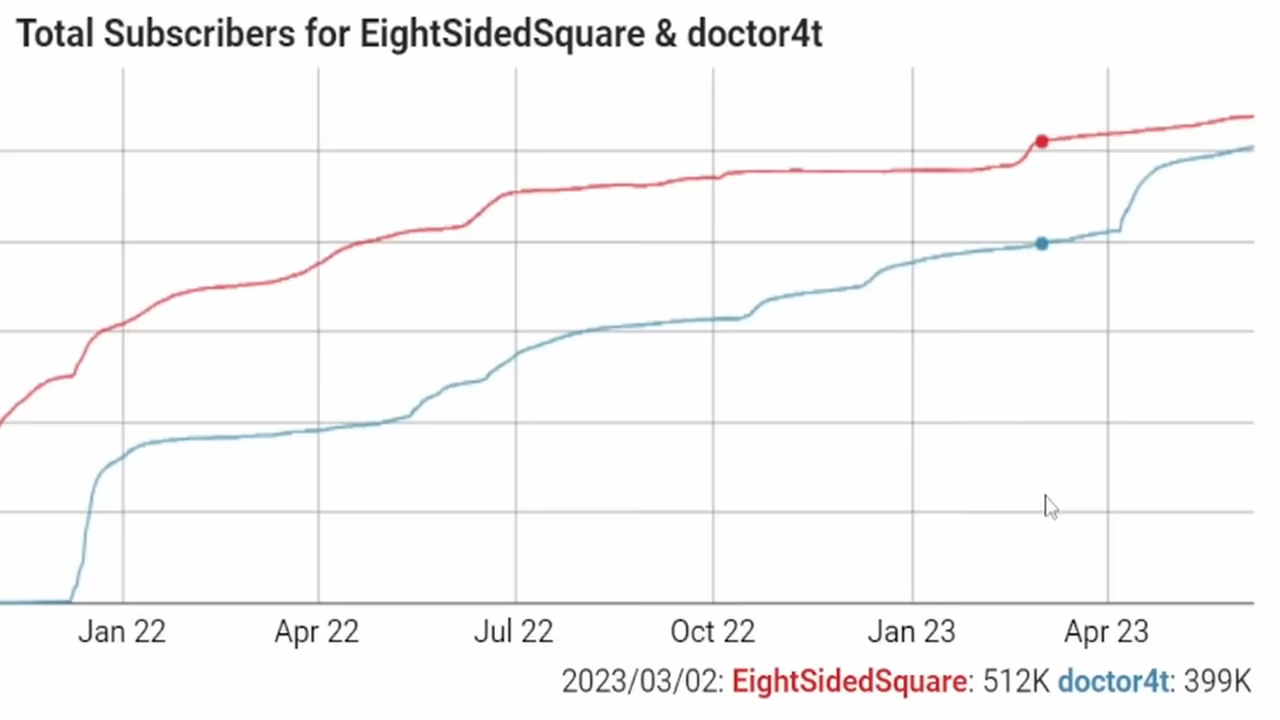 Total Subscribers for EightSidedSquare & doctor4t
Jan 22 Apr 22 Jul 22 Oct 22 Jan 23 Apr 23
2023/03/02: EightSidedSquare: 512K doctor4t: 399K